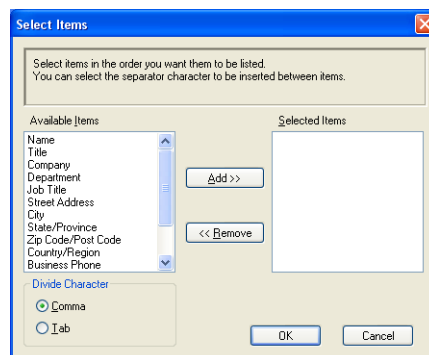 Select Items
Select items in the order you want them to be listed.
You can select the separator character to be inserted between items.
Available Items
Selected Items
Name
Title
Company
Department
Job Title
Street Address
City
State/Province
Zip Code/Post Code
Country/Region
Business Phone
Add >>
<< Remove
Divide Character
Comma
Tab
OK
Cancel